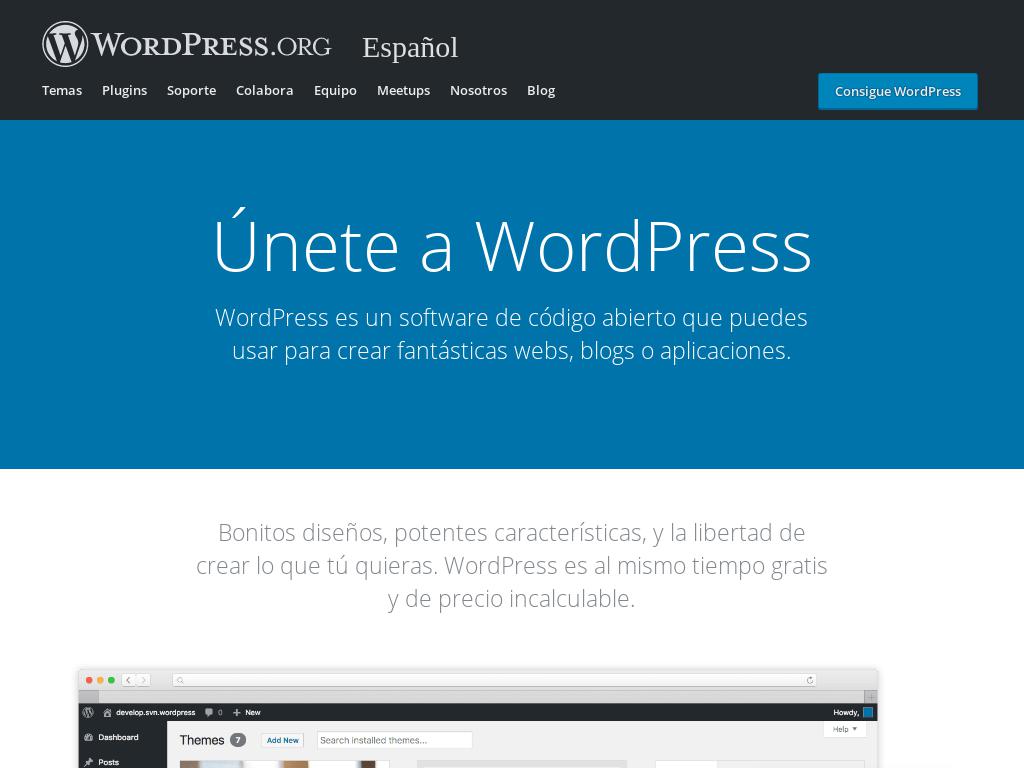 WORDPRESS.ORG
Español
Temas Plugins Soporte Colabora Equipo Meetups Nosotros Blog
Consigue WordPress
Únete a WordPress
WordPress es un software de código abierto que puedes
usar para crear fantásticas webs, blogs o aplicaciones.
Bonitos diseños, potentes características, y la libertad de
crear lo que tú quieras. WordPress es al mismo tiempo gratis
y de precio incalculable.
develop.svn.wordpress 0 New Howdy,
Help
Dashboard
Themes 7 Add New Search installed themes...
Posts